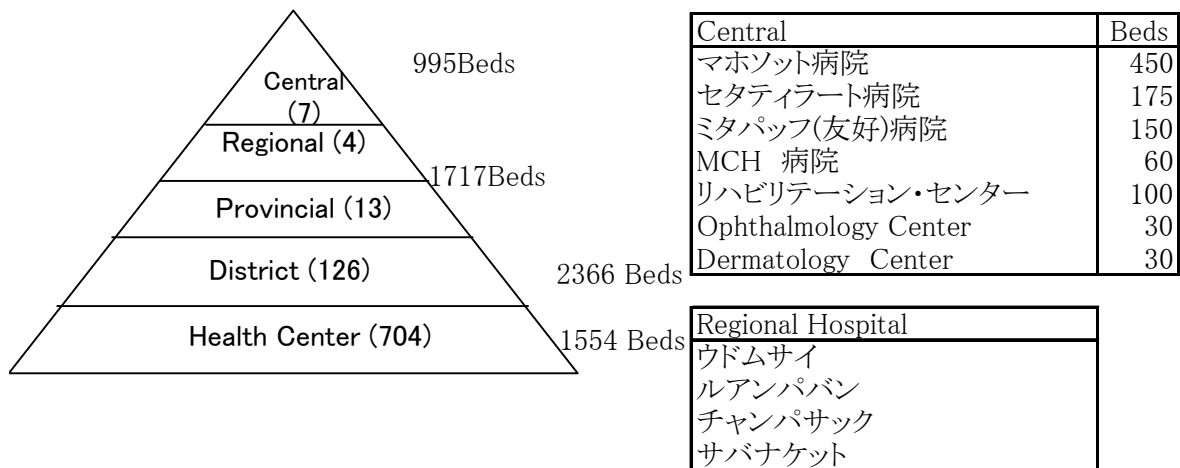 995Beds
Central
(7)
Regional (4)
1717Beds
Provincial (13)
District (126)
2366 Beds
Health Center (704)
1554 Beds
Central Beds
マホソット病院 450
セタティラート病院 175
ミタパッフ(友好)病院 150
MCH 病院 60
リハビリテーション・センター 100
Ophthalmology Center 30
Dermatology Center 30
Regional Hospital
ウドムサイ
ルアンパバン
チャンパサック
サバナケット